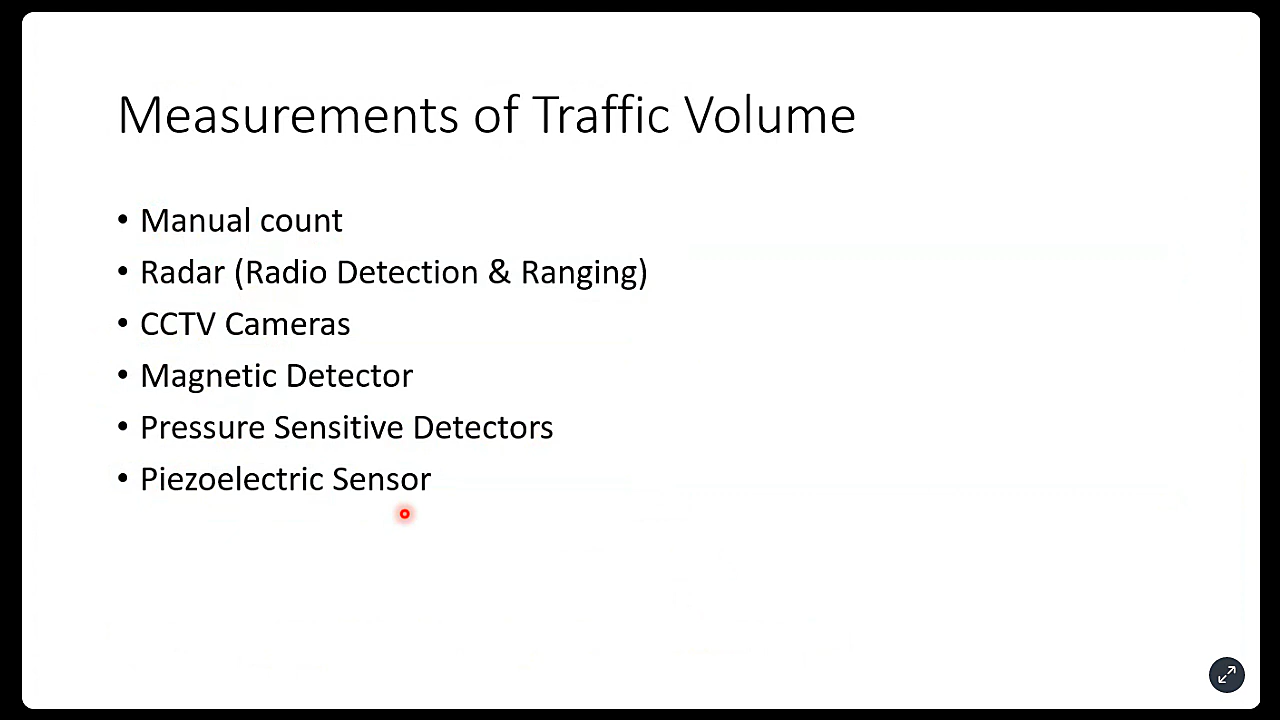 Measurements of Traffic Volume
• Manual count
• Radar (Radio Detection & Ranging)
• CCTV Cameras
• Magnetic Detector
• Pressure Sensitive Detectors
• Piezoelectric Sensor